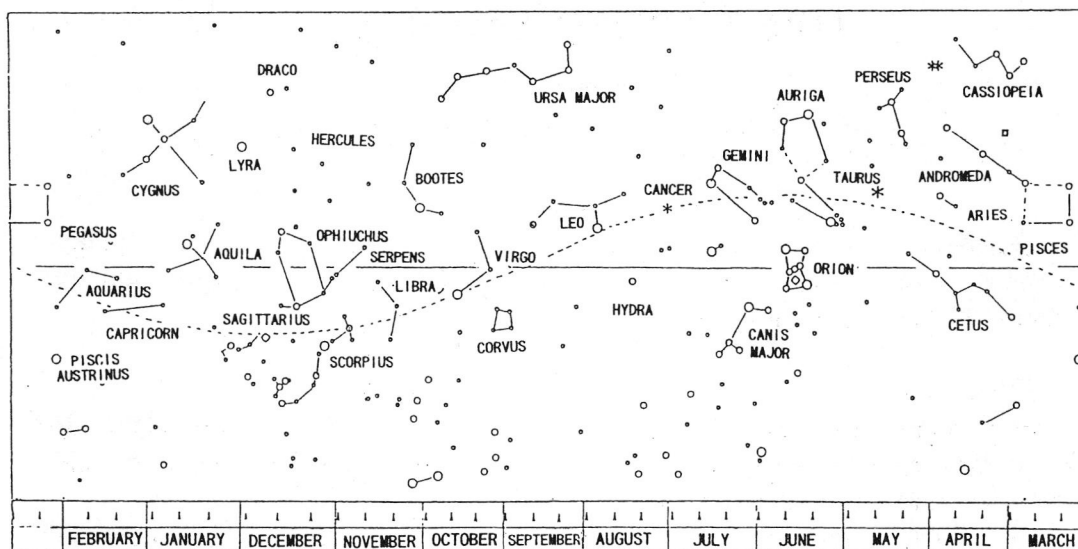 DRACO
URSA MAJOR
PERSEUS
**
CASSIOPEIA
AURIGA
HERCULES
LYRA
GEMINI
CYGNUS
BOOTES
CANCER
*
TAURUS
*
ANDROMEDA
LEO
ARIES
PEGASUS
OPHIUCHUS
AQUILA
SERPENS
VIRGO
ORION
PISCES
AQUARIUS
LIBRA
HYDRA
CAPRICORN
SAGITTARIUS
CETUS
CORVUS
CANIS
MAJOR
SCORPIUS
PISCIS
AUSTRINUS
FEBRUARY JANUARY DECEMBER NOVEMBER OCTOBER SEPTEMBER AUGUST JULY JUNE MAY APRIL MARCH